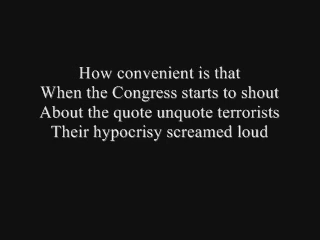 How convenient is that
When the Congress starts to shout
About the quote unquote terrorists
Their hypocrisy screamed loud